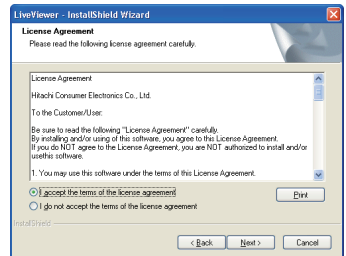 LiveViewer - InstallShield Wizard
License Agreement
Please read the following license agreement carefully.
License Agreement
Hitachi Consumer Electronics Co., Ltd.
To the Customer/User:
Be sure to read the following "License Agreement" carefully.
By installing and/or using of this software, you agree to this License Agreement.
If you do NOT agree to the License Agreement, you are NOT authorized to install and/or
usethis software.
1. You may use this software under the terms of this License Agreement.
I accept the terms of the license agreement
Print
I do not accept the terms of the license agreement
InstallShield
< Back
Next >
Cancel